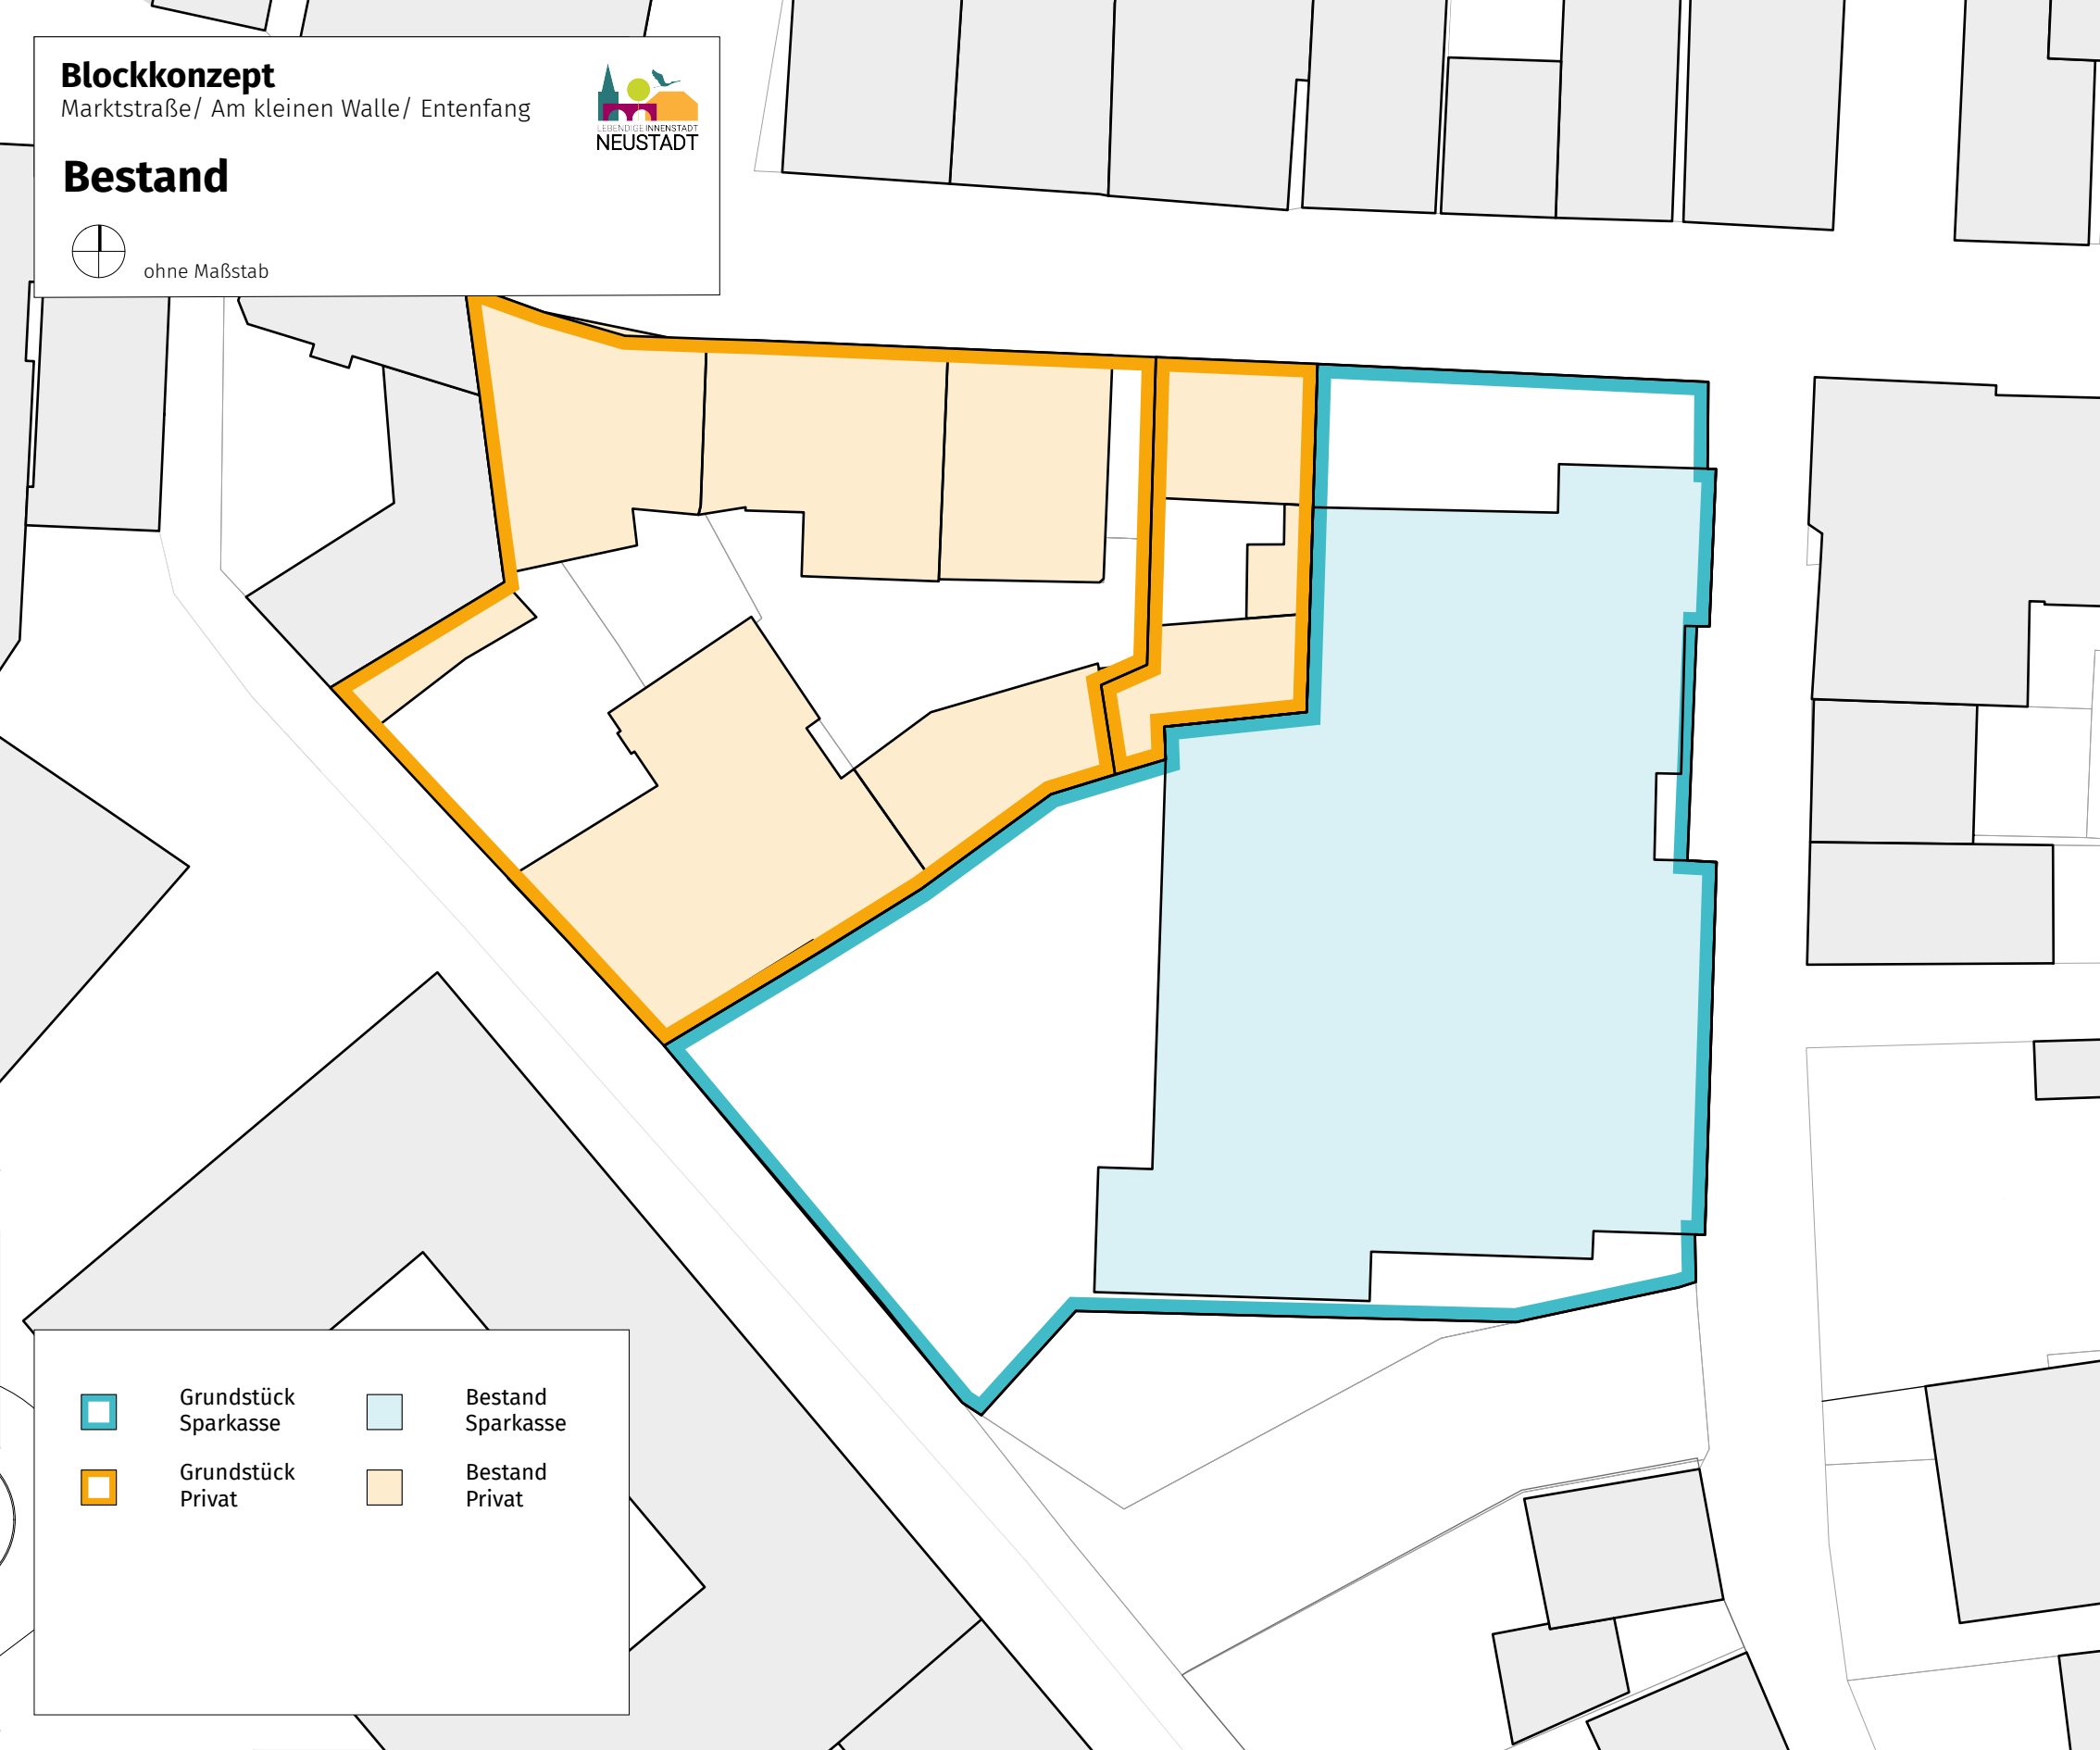 Blockkonzept
Marktstraße/ Am kleinen Walle/ Entenfang
LEBENDIGE INNENSTADT
NEUSTADT
Bestand
ohne Maßstab
Grundstück
Sparkasse
Bestand
Sparkasse
Grundstück
Privat
Bestand
Privat